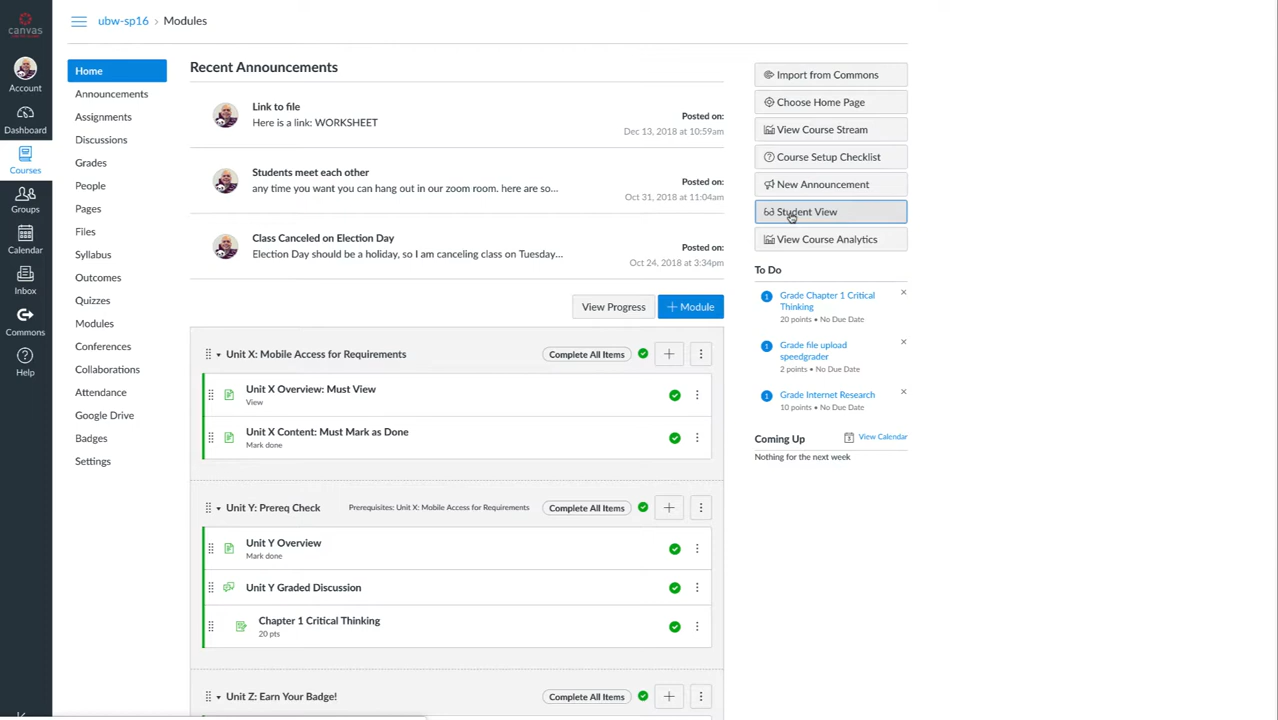 canvas
Account
Dashboard
Courses
Groups
Calendar
Inbox
Commons
Help
ubw-sp16 › Modules
Home
Announcements
Assignments
Discussions
Grades
People
Pages
Files
Syllabus
Outcomes
Quizzes
Modules
Conferences
Collaborations
Attendance
Google Drive
Badges
Settings
Recent Announcements
Link to file
Here is a link: WORKSHEET
Posted on:
Dec 13, 2018 at 10:59am
Students meet each other
any time you want you can hang out in our zoom room. here are so...
Posted on:
Oct 31, 2018 at 11:04am
Class Canceled on Election Day
Election Day should be a holiday, so I am canceling class on Tuesday...
Posted on:
Oct 24, 2018 at 3:34pm
View Progress
+ Module
Unit X: Mobile Access for Requirements
Complete All Items
Unit X Overview: Must View
View
Unit X Content: Must Mark as Done
Mark done
Unit Y: Prereq Check
Prerequisites: Unit X: Mobile Access for Requirements
Complete All Items
Unit Y Overview
Mark done
Unit Y Graded Discussion
Chapter 1 Critical Thinking
20 pts
Unit Z: Earn Your Badge!
Complete All Items
Import from Commons
Choose Home Page
View Course Stream
Course Setup Checklist
New Announcement
Student View
View Course Analytics
To Do
1 Grade Chapter 1 Critical
Thinking
20 points • No Due Date
1 Grade file upload
speedgrader
2 points • No Due Date
1 Grade Internet Research
10 points • No Due Date
Coming Up
View Calendar
Nothing for the next week